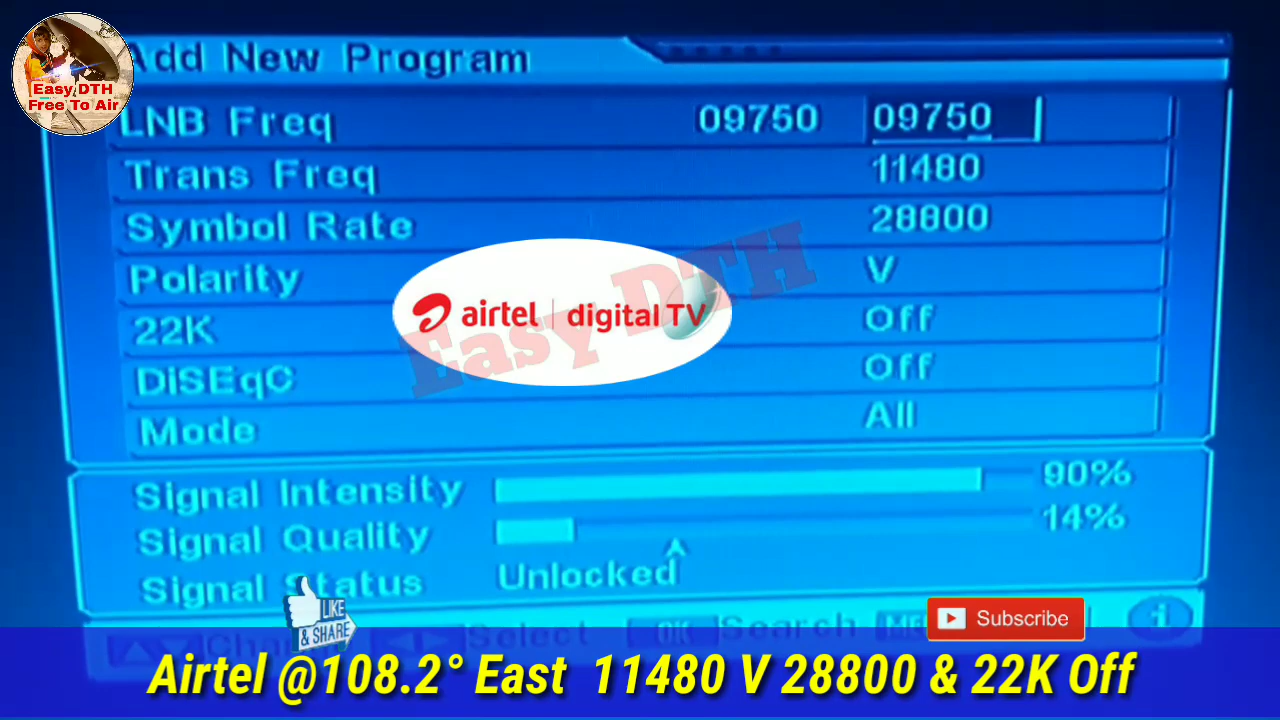 Easy DTH
Free To Air
Add New Program
LNB Freq 09750 09750
Trans Freq 11480
Symbol Rate 28800
Polarity V
22K Off
DiSEqC Off
Mode All
airtel digital TV
Easy DTH
Signal Intensity 90%
Signal Quality 14%
Signal Status Unlocked
LIKE
& SHARE
Select OK Search
Subscribe
i
Airtel @108.2° East 11480 V 28800 & 22K Off